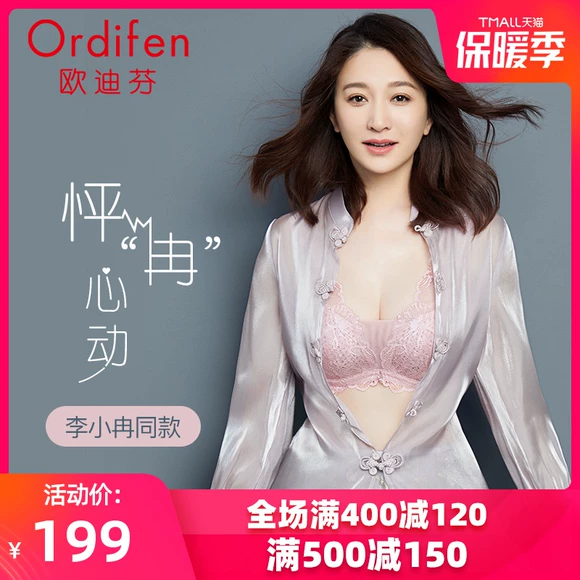 Ordifen
欧迪芬
TMALL天猫
保暖季
怦
“冉”
心
动
李小冉同款
活动价:
¥199
全场满400减120
满500减150